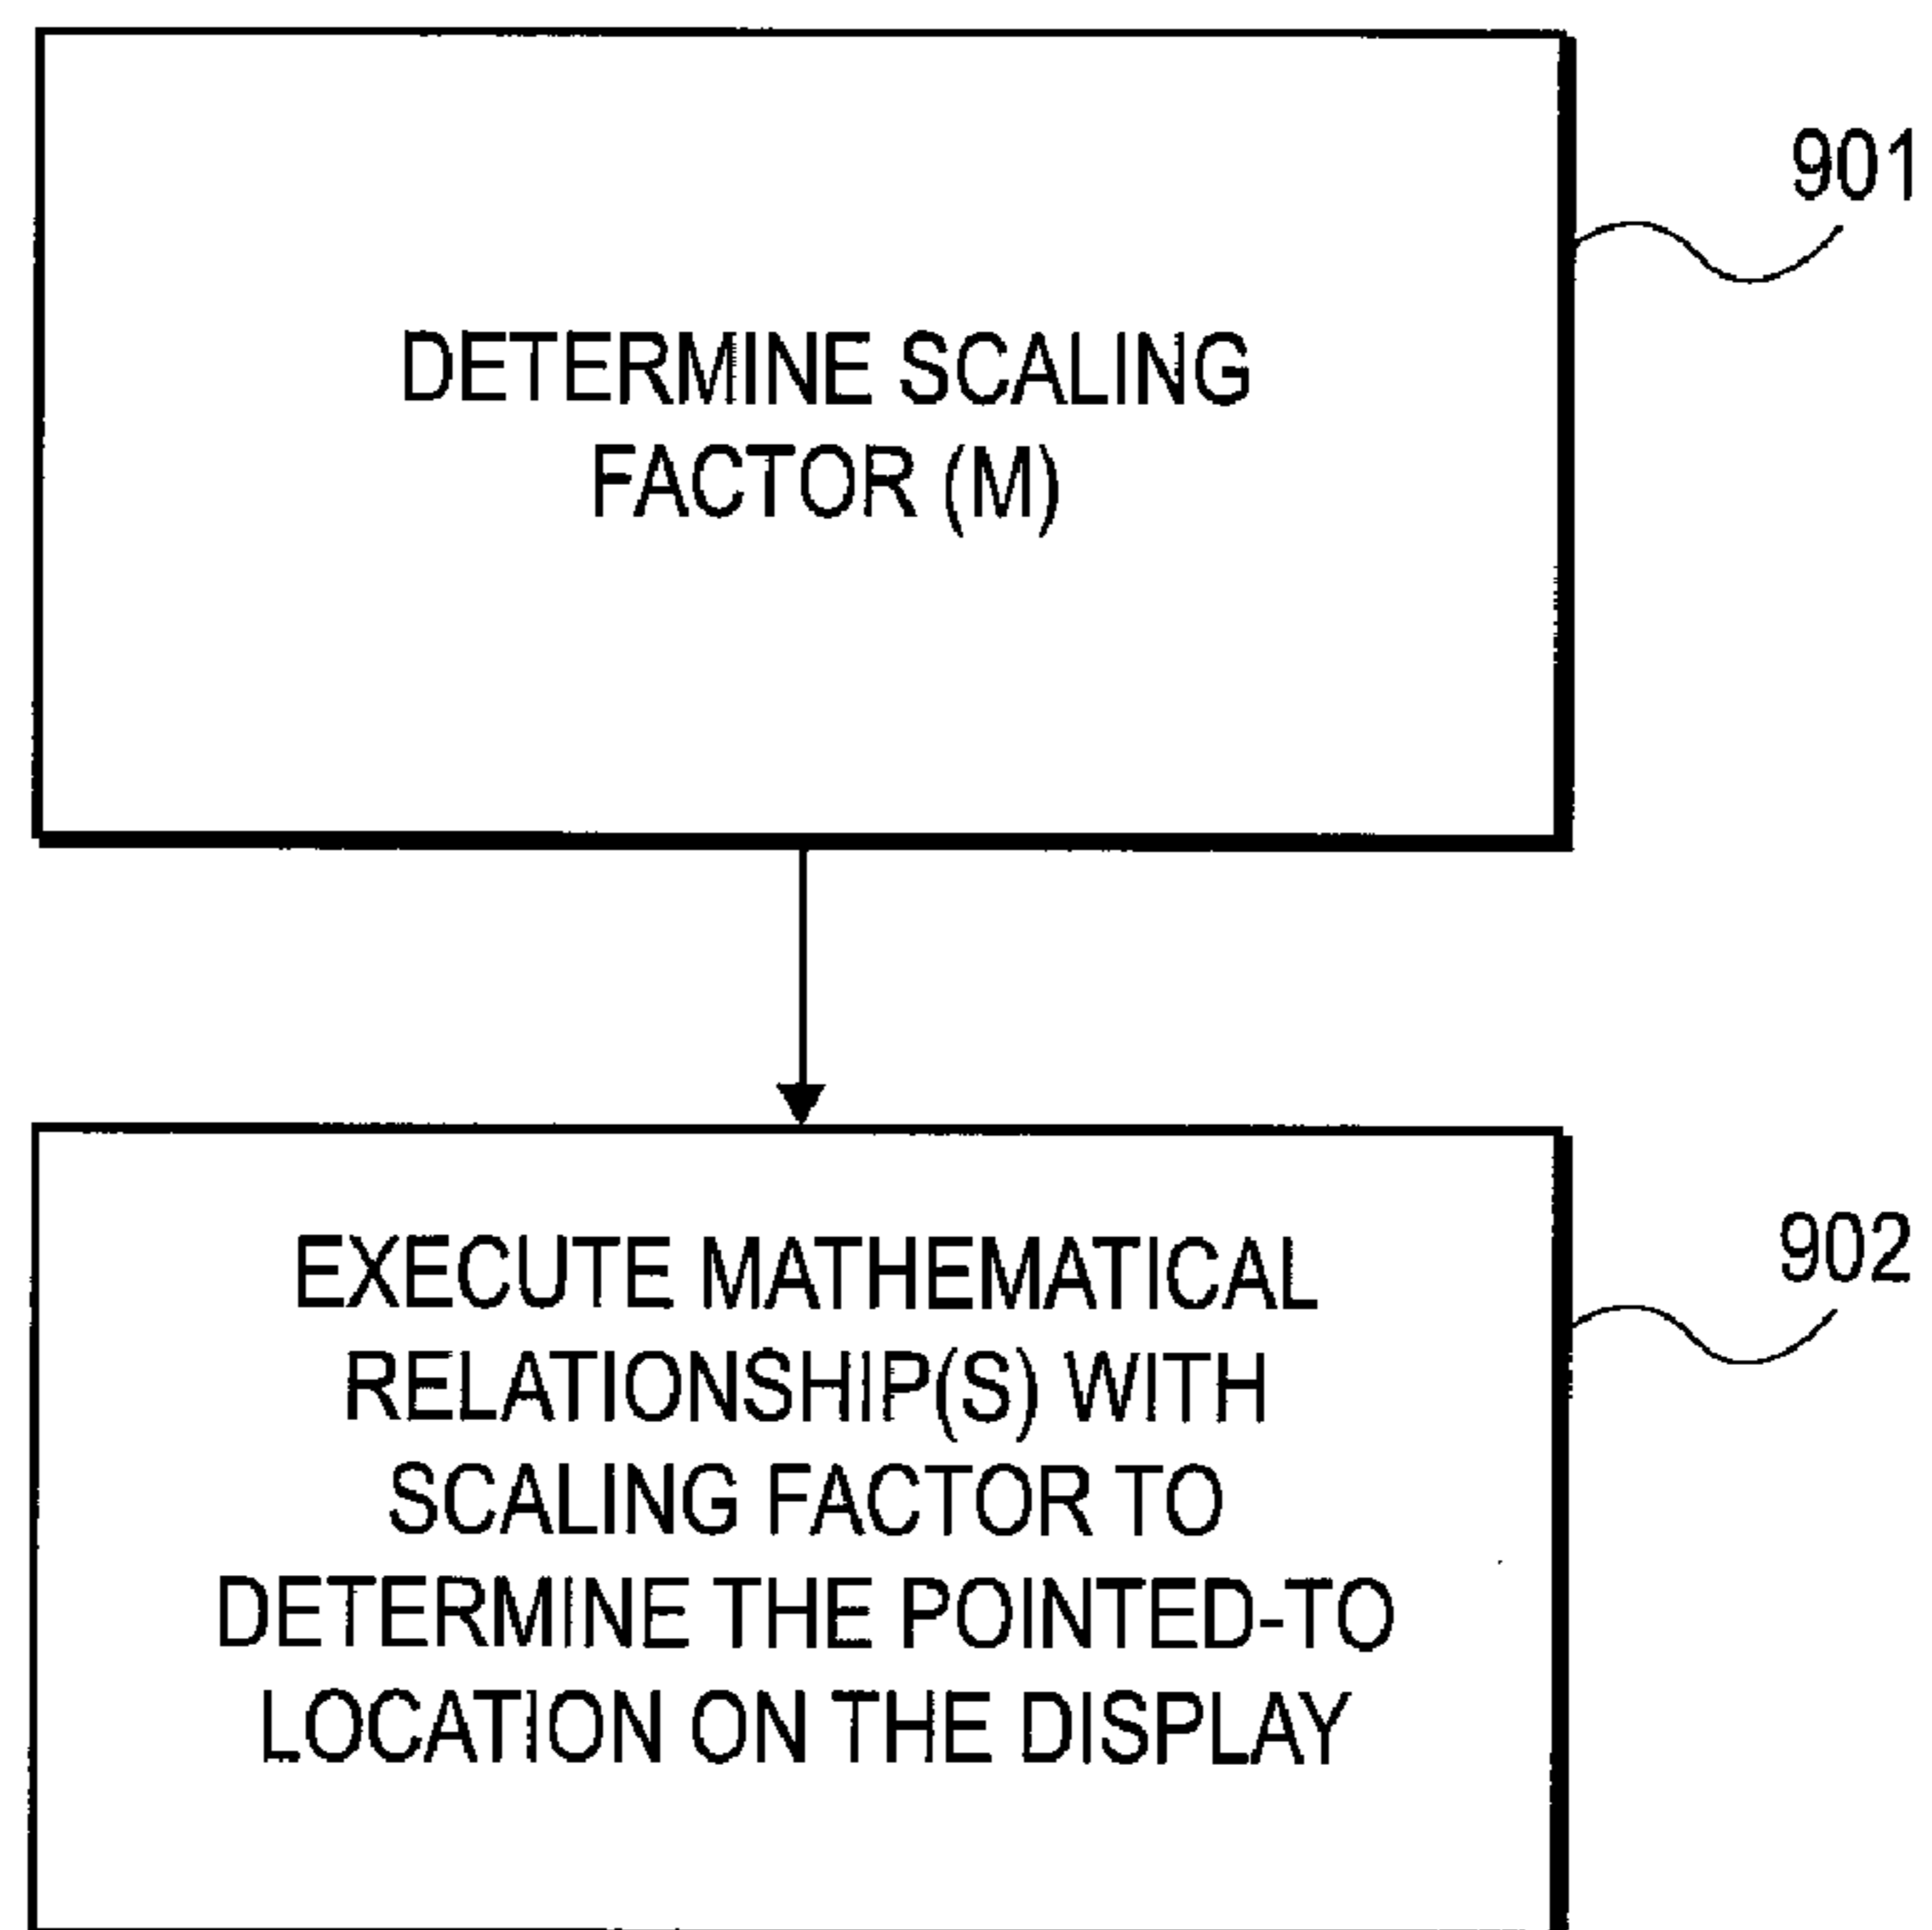 901
DETERMINE SCALING
FACTOR (M)
902
EXECUTE MATHEMATICAL
RELATIONSHIP(S) WITH
SCALING FACTOR TO
DETERMINE THE POINTED-TO
LOCATION ON THE DISPLAY